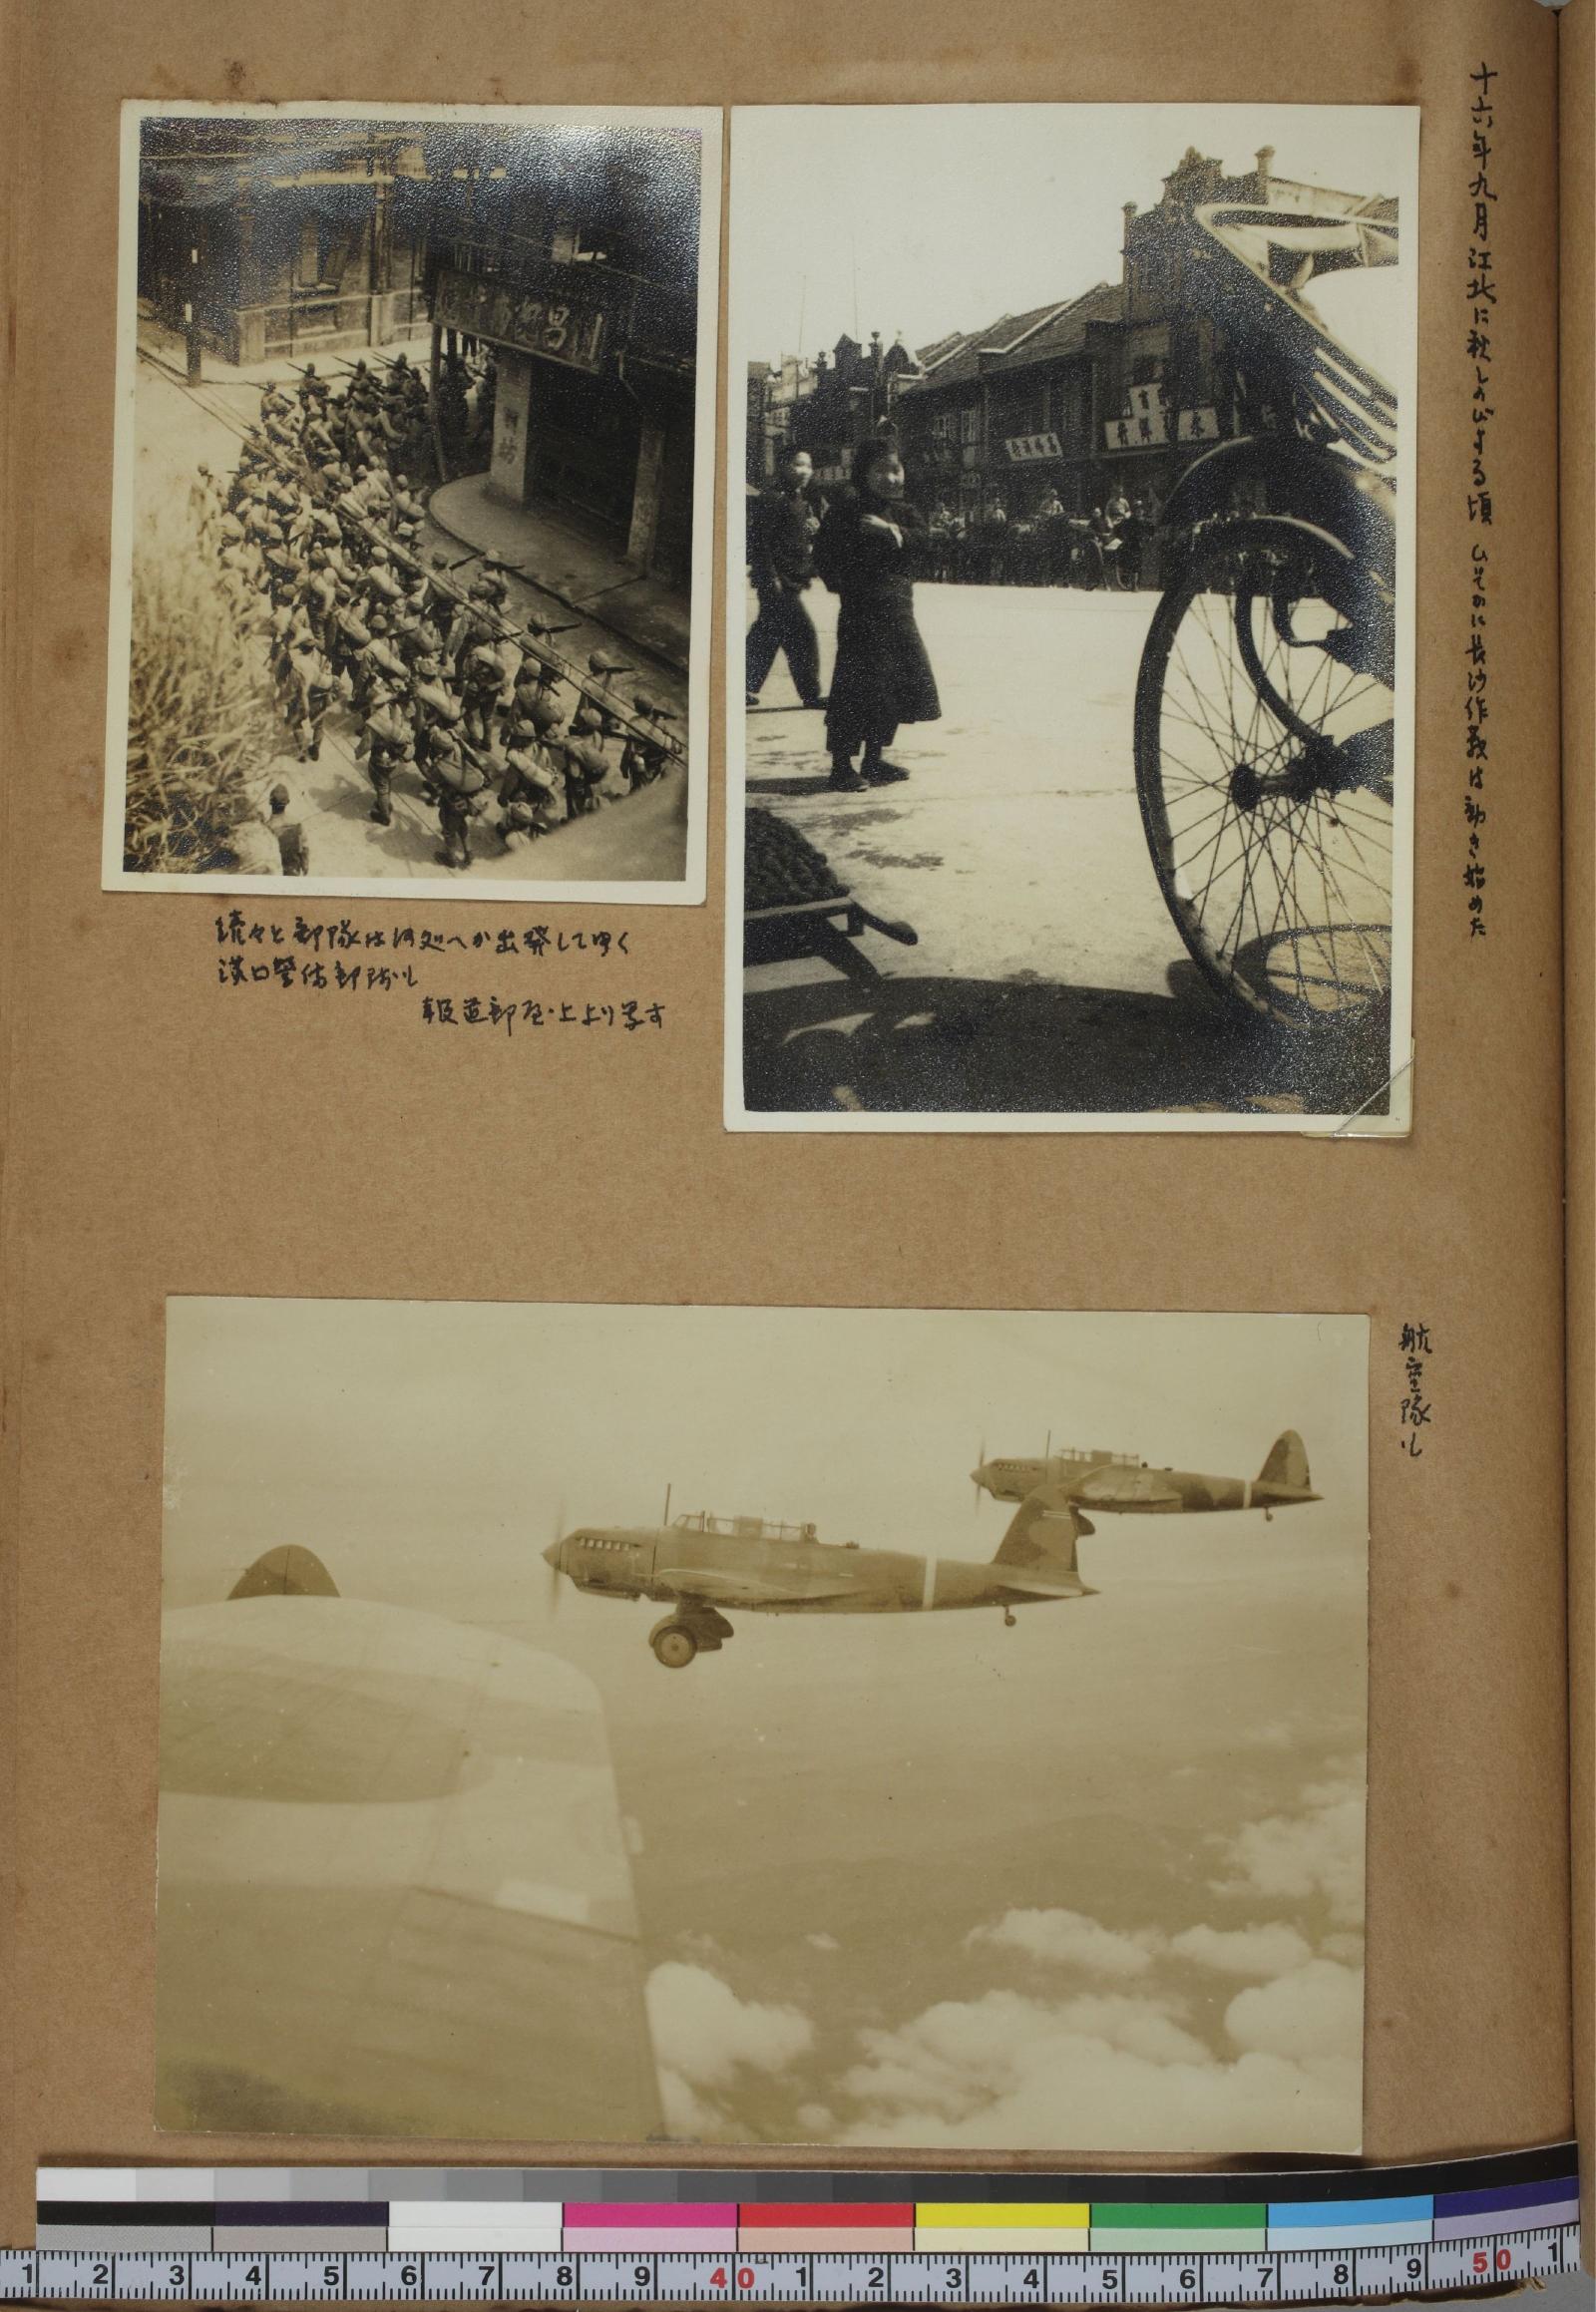 十六年九月江北に秋しのびよる頃 ひそかに長沙作戦は動き始めた
続々と部隊は何処へか出発してゆく
漢口警備部隊も
報道部屋上より写す
航空隊も
1 2 3 4 5 6 7 8 9 40 1 2 3 4 5 6 7 8 9 50 1